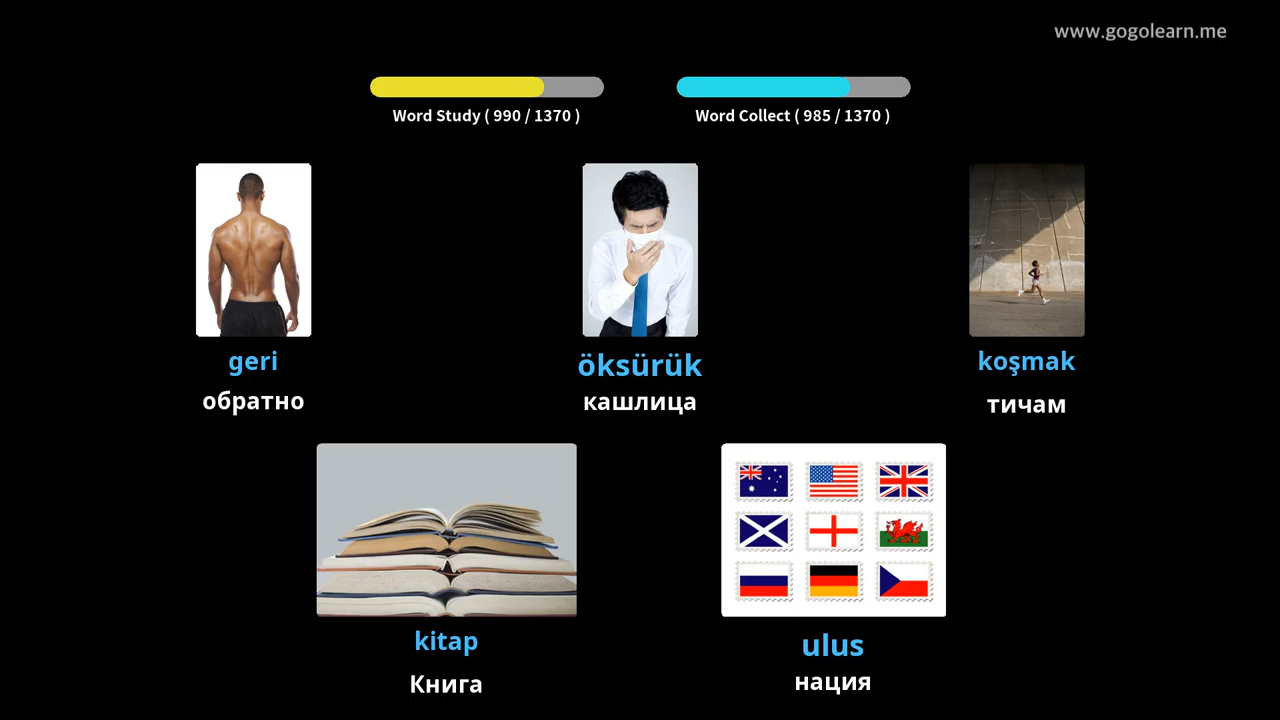 www.gogolearn.me
Word Study ( 990 / 1370 )
Word Collect ( 985 / 1370 )
geri
обратно
öksürük
кашлица
koşmak
тичам
kitap
Книга
ulus
нация